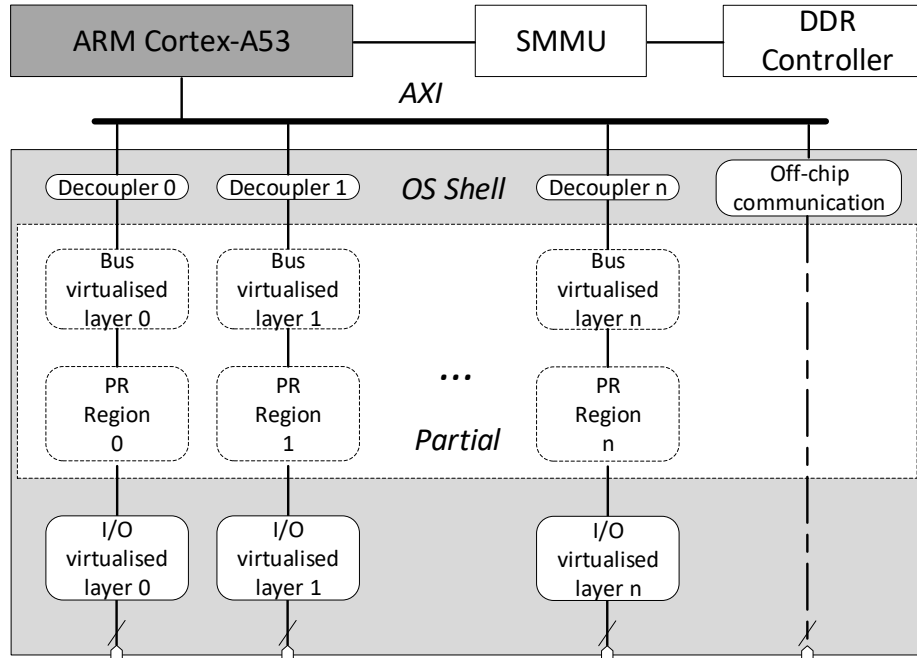 ARM Cortex-A53
SMMU
DDR
Controller
AXI
Decoupler 0
Decoupler 1
OS Shell
Decoupler n
Off-chip
communication
Bus
virtualised
layer 0
Bus
virtualised
layer 1
Bus
virtualised
layer n
PR
Region
0
PR
Region
1
...
Partial
PR
Region
n
I/O
virtualised
layer 0
I/O
virtualised
layer 1
I/O
virtualised
layer n